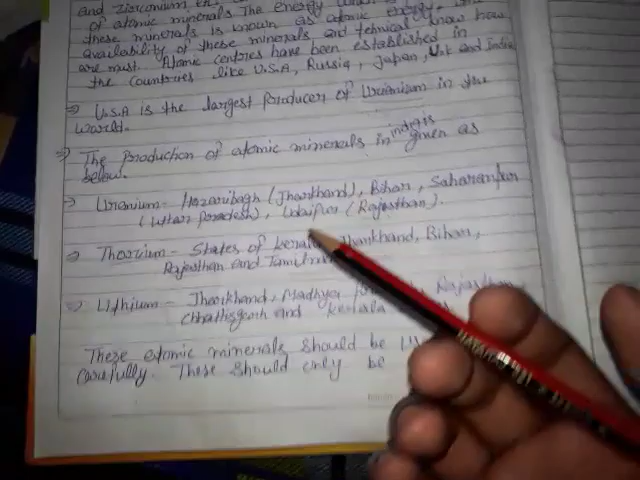 and zirconium, etc
of atomic minerals. The energy
these minerals is known as atomic energy. The
availability of these minerals and tehnical know how
are must. Atomic centres have been established in
the countries like U.S.A, Russia, Japan, U.K and India
⇒ U.S.A is the largest Producer of Uranium in the
world.
⇒ The Production of atomic minerals in india is given as
below.
→ Uranium - Hazaribagh (Jharkhand), Bihar, Saharanpur
(Uttar Pradesh), Udaipur (Rajasthan).
→ Thorium - States of Kerala, Jharkhand, Bihar,
Rajasthan and Tamil
⇒ Lithium - Jharkhand, Madhya Rajasthan
Chhattisgarh and Kerala
These atomic minerals should be
carefully. These should only be